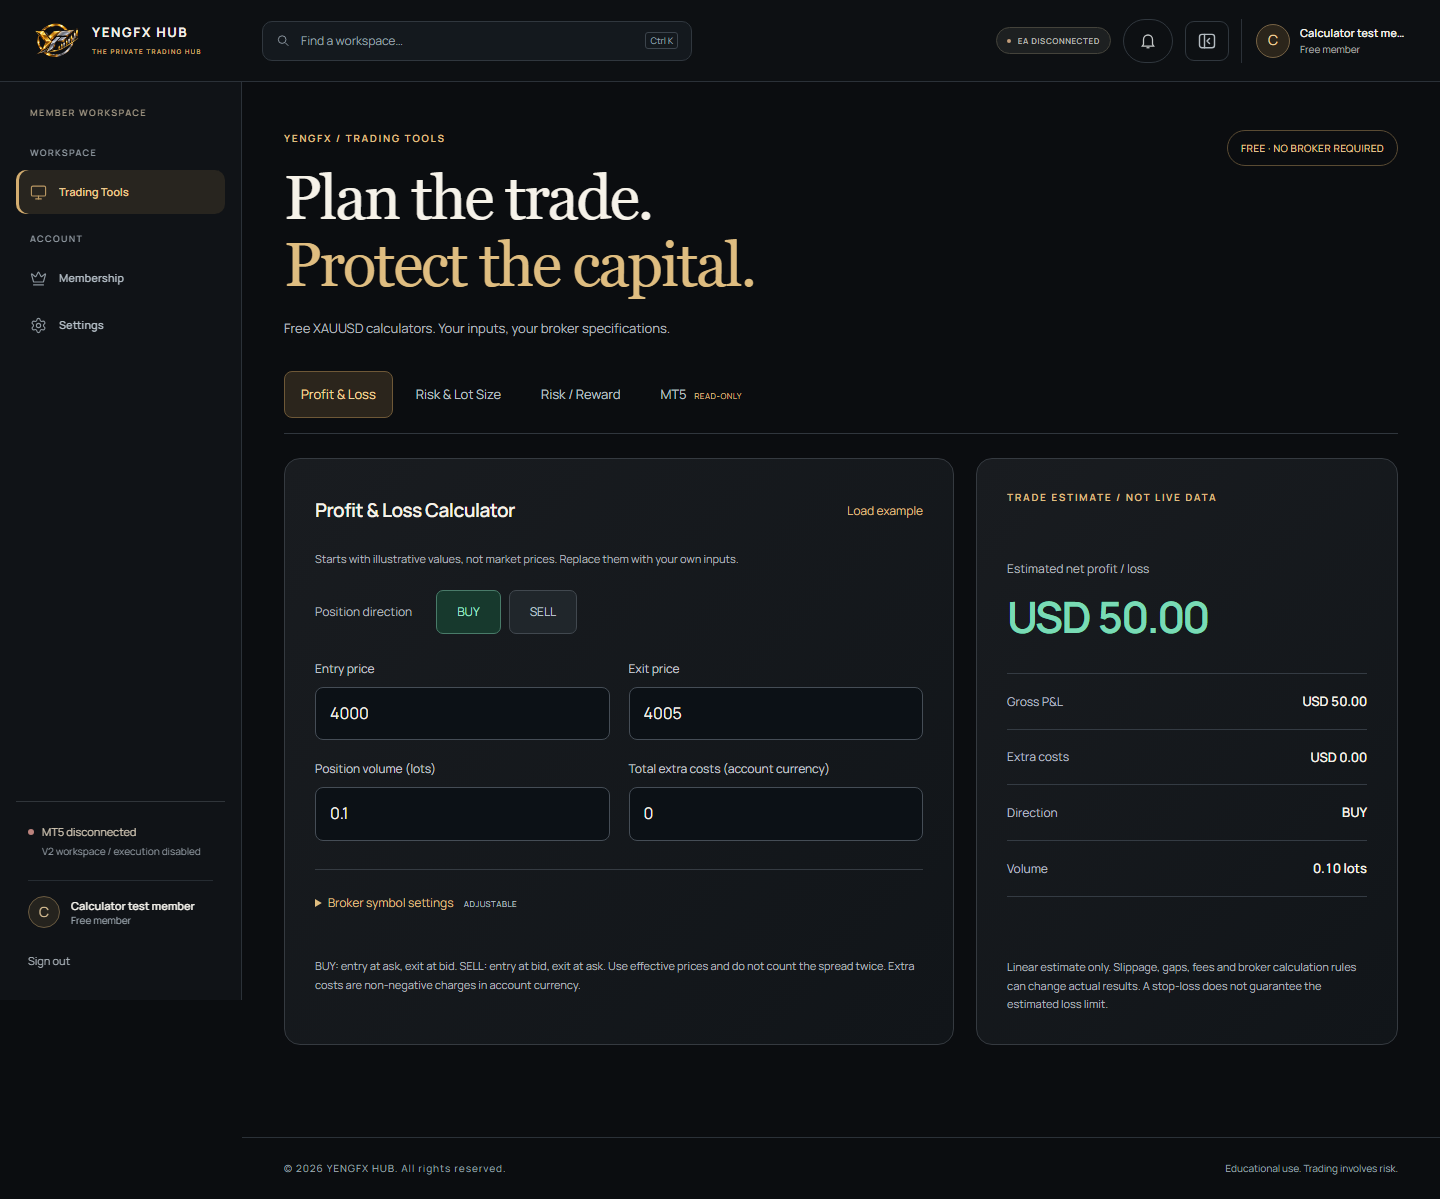 YENGFX HUB
THE PRIVATE TRADING HUB
Find a workspace...
Ctrl K
EA DISCONNECTED
C
Calculator test me...
Free member
MEMBER WORKSPACE
WORKSPACE
Trading Tools
ACCOUNT
Membership
Settings
MT5 disconnected
V2 workspace / execution disabled
C
Calculator test member
Free member
Sign out
YENGFX / TRADING TOOLS
FREE · NO BROKER REQUIRED
Plan the trade.
Protect the capital.
Free XAUUSD calculators. Your inputs, your broker specifications.
Profit & Loss
Risk & Lot Size
Risk / Reward
MT5 READ-ONLY
Profit & Loss Calculator
Load example
Starts with illustrative values, not market prices. Replace them with your own inputs.
Position direction
BUY
SELL
Entry price
Exit price
4000
4005
Position volume (lots)
Total extra costs (account currency)
0.1
0
Broker symbol settings ADJUSTABLE
BUY: entry at ask, exit at bid. SELL: entry at bid, exit at ask. Use effective prices and do not count the spread twice. Extra
costs are non-negative charges in account currency.
TRADE ESTIMATE / NOT LIVE DATA
Estimated net profit / loss
USD 50.00
Gross P&L USD 50.00
Extra costs USD 0.00
Direction BUY
Volume 0.10 lots
Linear estimate only. Slippage, gaps, fees and broker calculation rules
can change actual results. A stop-loss does not guarantee the
estimated loss limit.
© 2026 YENGFX HUB. All rights reserved.
Educational use. Trading involves risk.